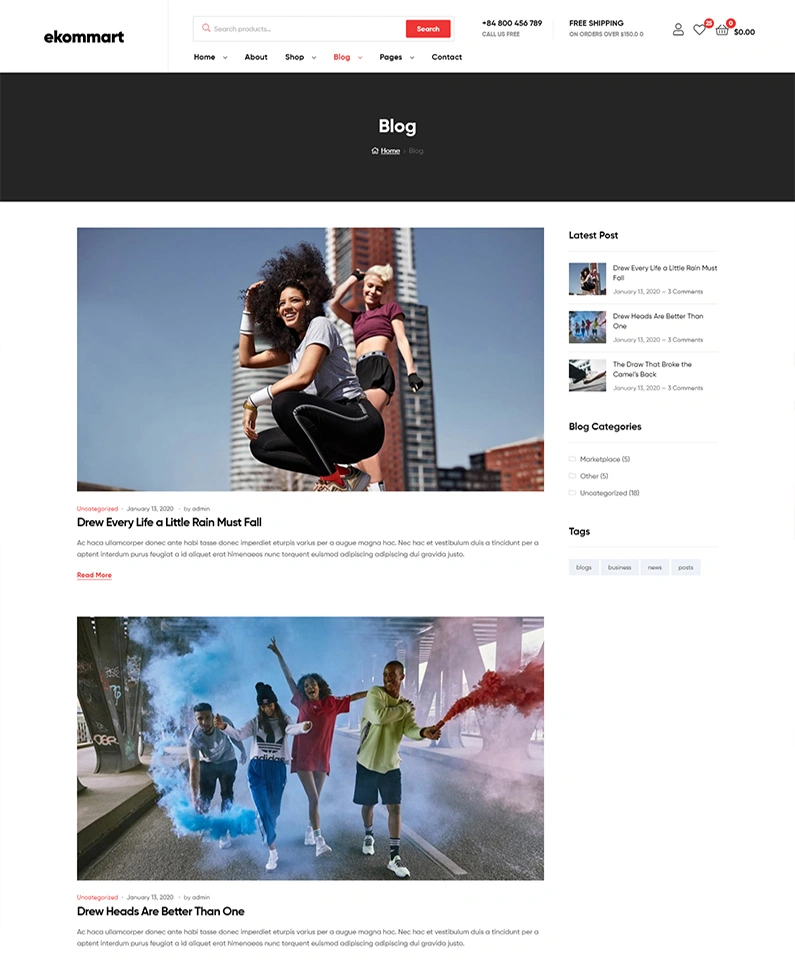 ekommart
Search products...
Search
+84 800 456 789
CALL US FREE
FREE SHIPPING
ON ORDERS OVER $150.0 0
25
0
$0.00
Home
About
Shop
Blog
Pages
Contact
Blog
Home › Blog
Uncategorized - January 13, 2020 - by admin
Drew Every Life a Little Rain Must Fall
Ac haca ullamcorper donec ante habi tasse donec imperdiet eturpis varius per a augue magna hac. Nec hac et vestibulum duis a tincidunt per a
aptent interdum purus feugiat a id aliquet erat himenaeos nunc torquent euismod adipiscing adipiscing dui gravida justo.
Read More
adidas
Uncategorized - January 13, 2020 - by admin
Drew Heads Are Better Than One
Ac haca ullamcorper donec ante habi tasse donec imperdiet eturpis varius per a augue magna hac. Nec hac et vestibulum duis a tincidunt per a
aptent interdum purus feugiat a id aliquet erat himenaeos nunc torquent euismod adipiscing adipiscing dui gravida justo.
Latest Post
Drew Every Life a Little Rain Must
Fall
January 13, 2020 – 3 Comments
Drew Heads Are Better Than
One
January 13, 2020 – 3 Comments
The Draw That Broke the
Camel's Back
January 13, 2020 – 3 Comments
Blog Categories
Marketplace (5)
Other (5)
Uncategorized (18)
Tags
blogs
business
news
posts